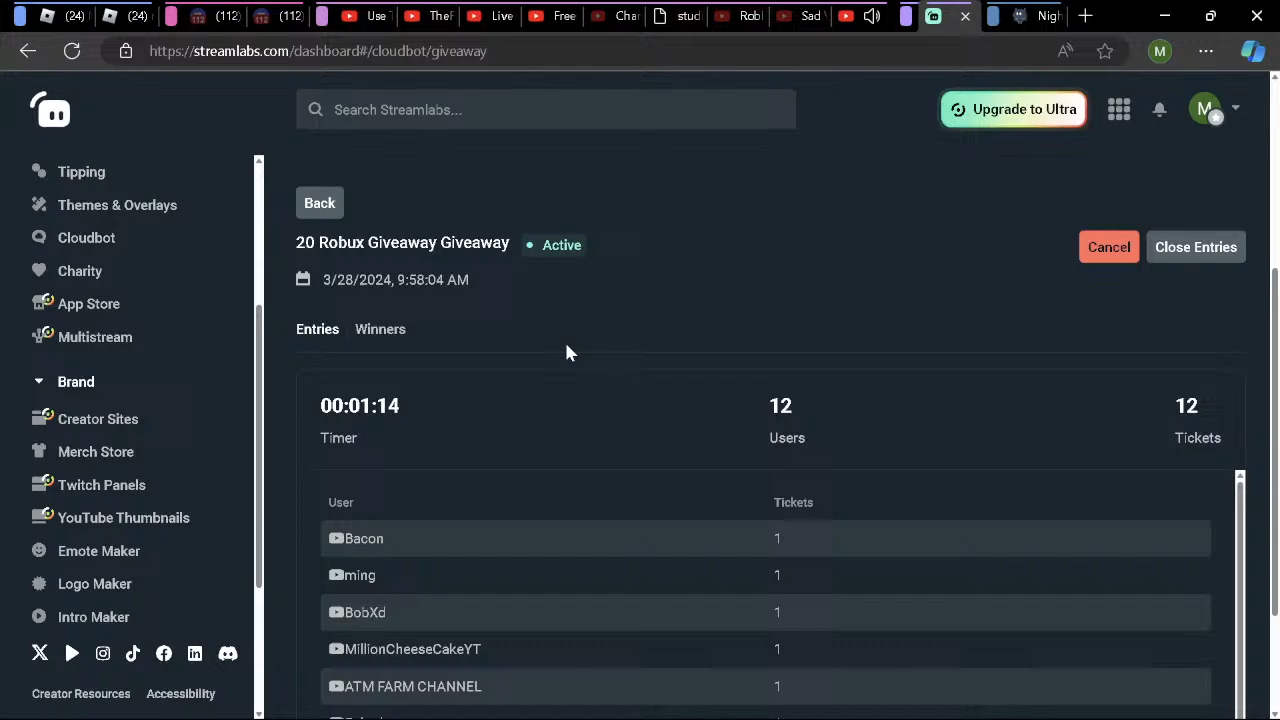 (24)
(24)
(112)
(112)
Use
Thef
Live
Free
Char
stud
Robl
Sad
Nigh
https://streamlabs.com/dashboard#/cloudbot/giveaway
M
Search Streamlabs...
Upgrade to Ultra
M
Tipping
Themes & Overlays
Cloudbot
Charity
App Store
Multistream
Brand
Creator Sites
Merch Store
Twitch Panels
YouTube Thumbnails
Emote Maker
Logo Maker
Intro Maker
Creator Resources Accessibility
Back
20 Robux Giveaway Giveaway Active
Cancel Close Entries
3/28/2024, 9:58:04 AM
Entries Winners
00:01:14 12 12
Timer Users Tickets
User Tickets
Bacon 1
ming 1
BobXd 1
MillionCheeseCakeYT 1
ATM FARM CHANNEL 1